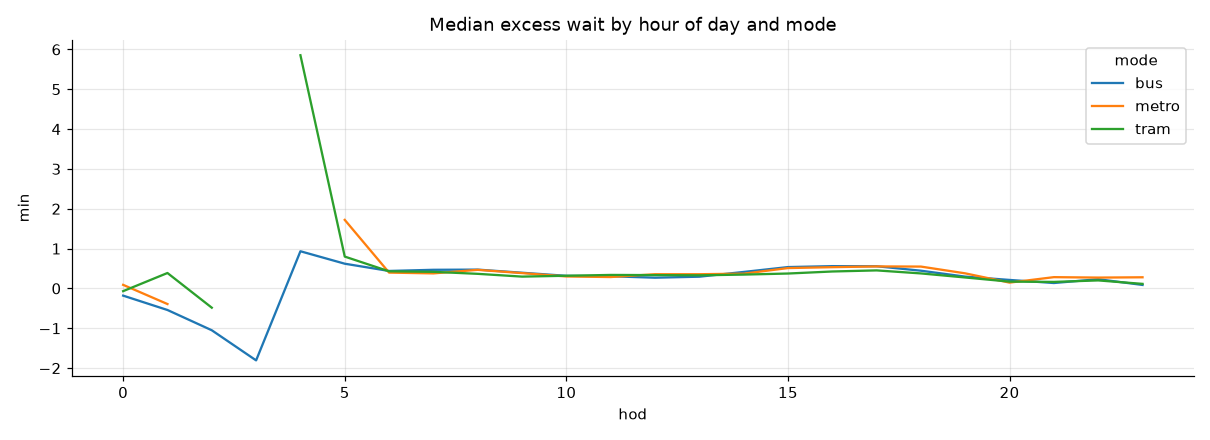 Median excess wait by hour of day and mode
mode
bus
metro
tram
6
5
4
3
2
1
0
−1
−2
min
0
5
10
15
20
hod